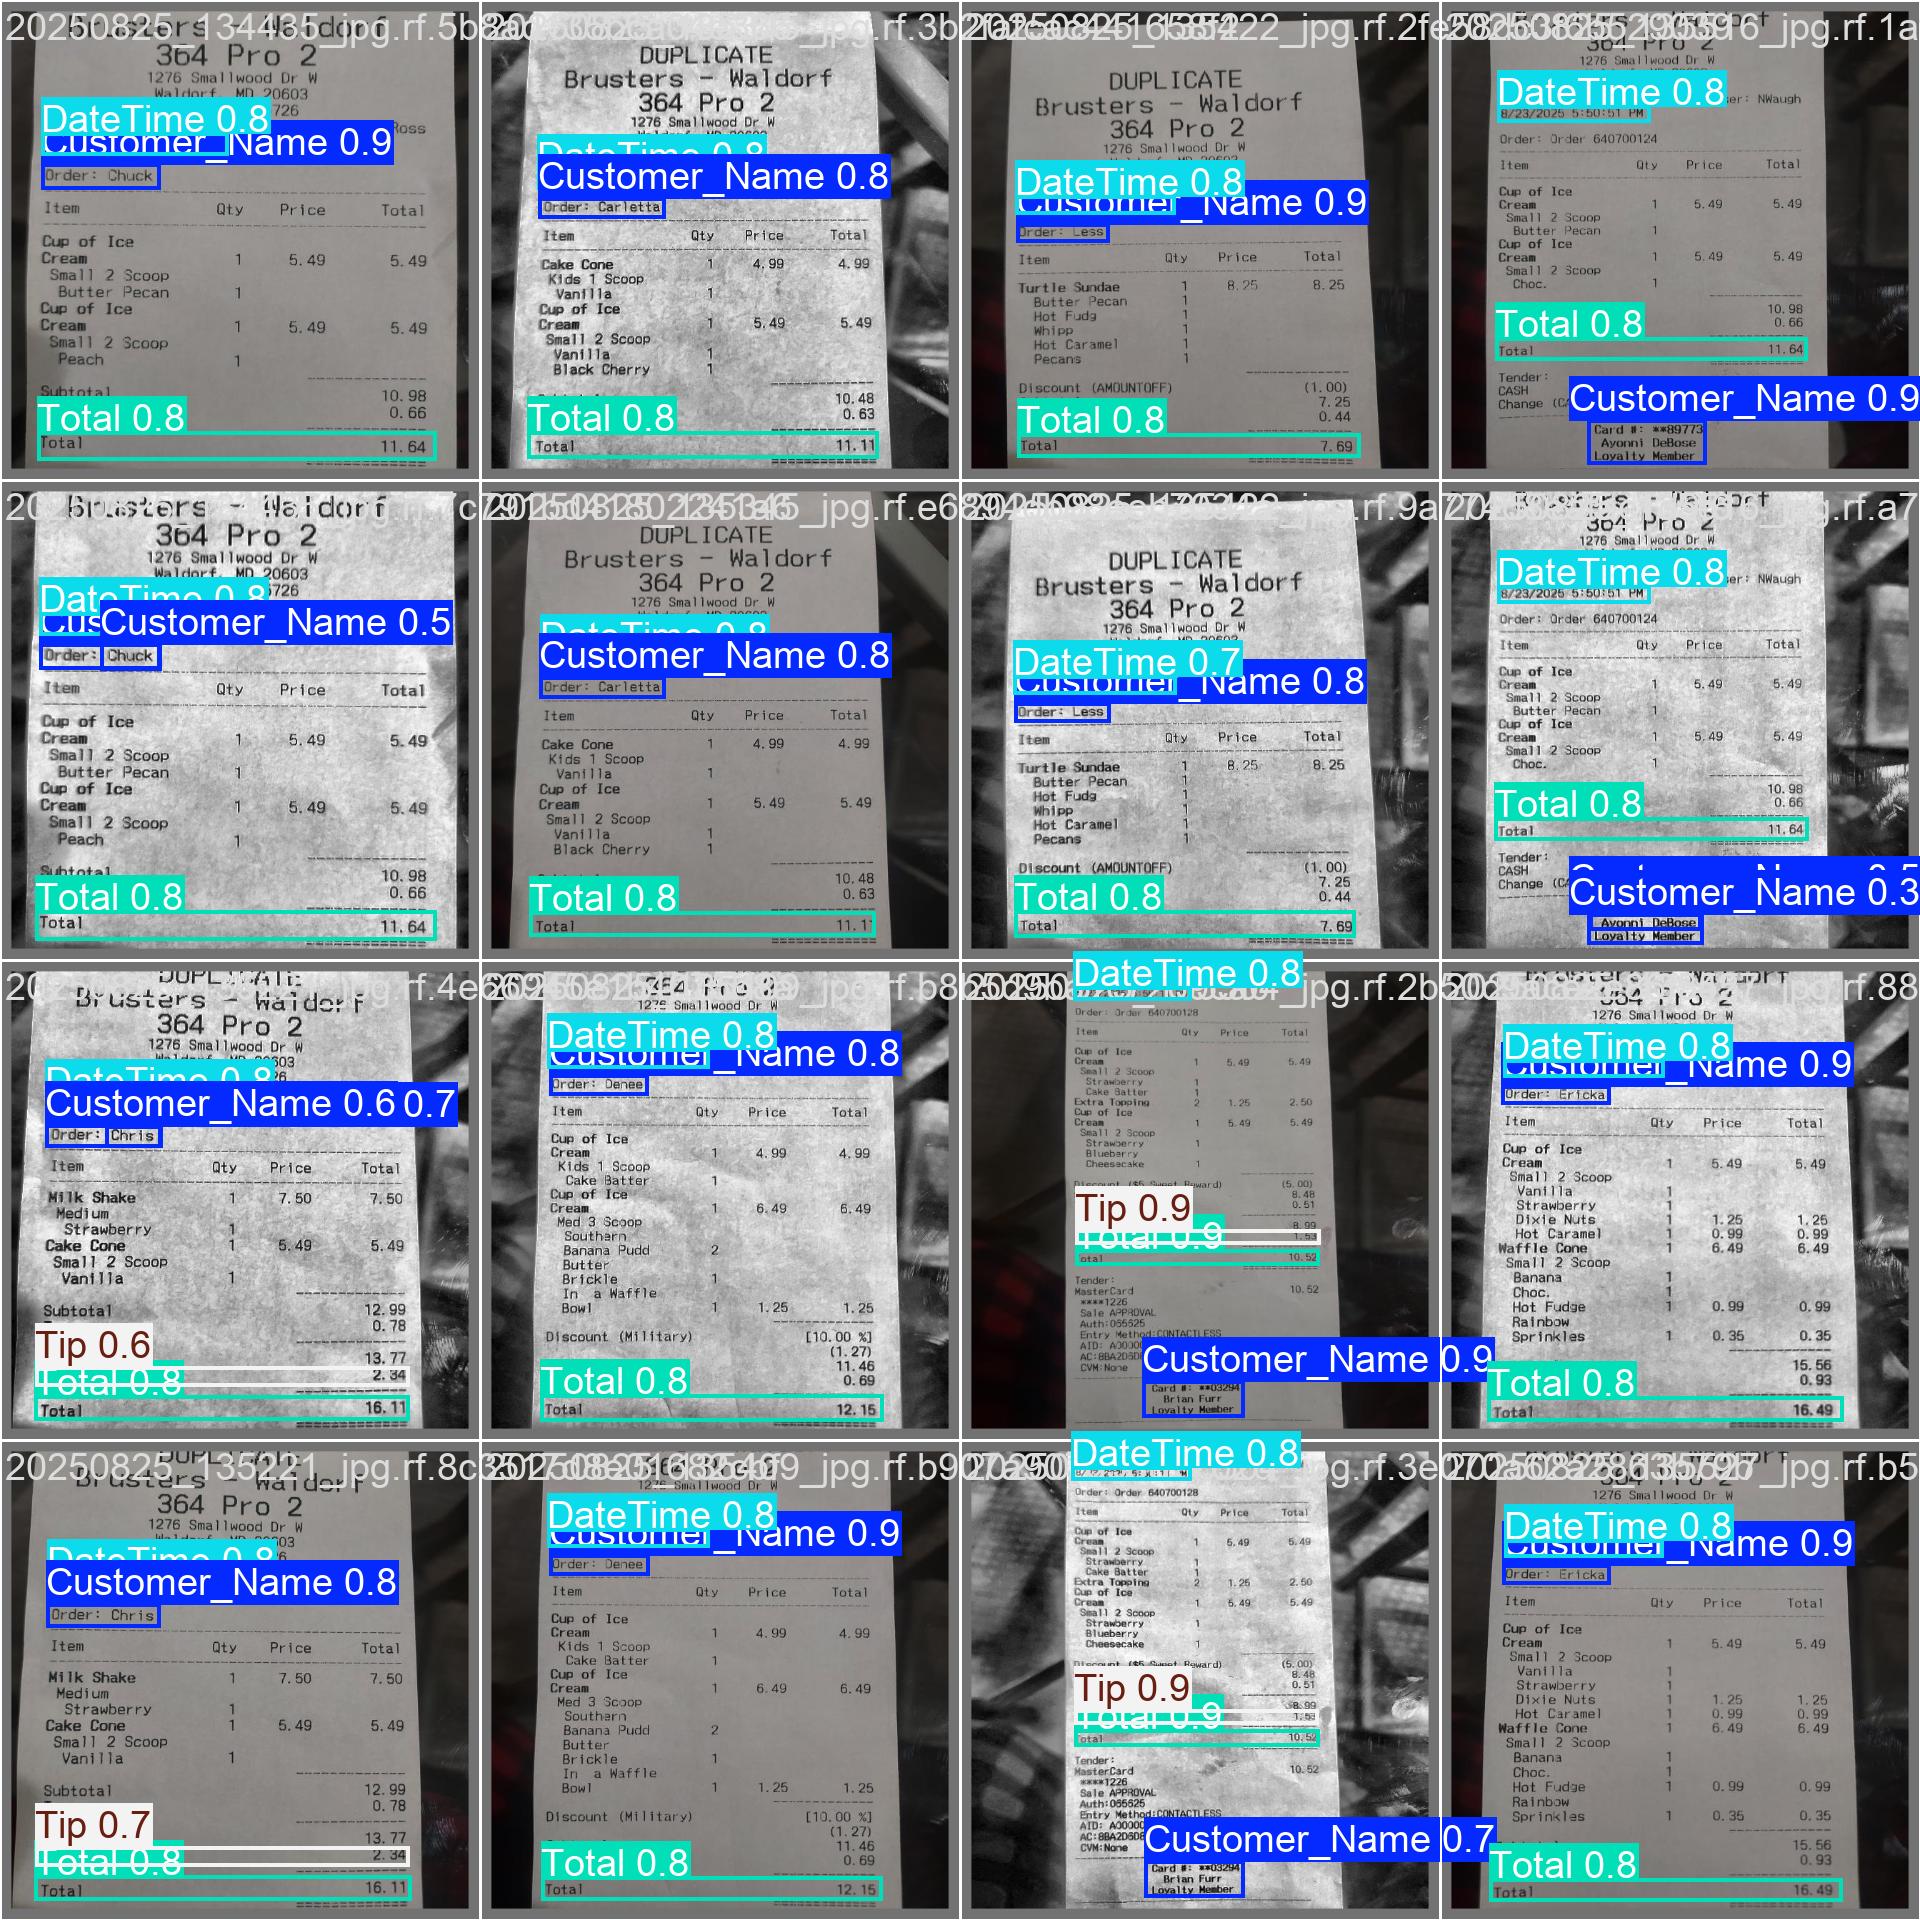 20250825_134435_jpg.rf.5b8
Brusters - Waldorf
364 Pro 2
1276 Smallwood Dr W
Waldorf, MD 20603
DateTime 0.8
Customer_Name 0.9
Ross
Order: Chuck
Item Qty Price Total
Cup of Ice
Cream 1 5.49 5.49
Small 2 Scoop
Butter Pecan 1
Cup of Ice
Cream 1 5.49 5.49
Small 2 Scoop
Peach 1
Subtotal 10.98
0.66
Total 0.8
Total 11.64
DUPLICATE
Brusters - Waldorf
364 Pro 2
1276 Smallwood Dr W
DateTime 0.8
Customer_Name 0.8
Order: Carletta
Item Qty Price Total
Cake Cone 1 4.99 4.99
Kids 1 Scoop
Vanilla 1
Cup of Ice
Cream 1 5.49 5.49
Small 2 Scoop
Vanilla 1
Black Cherry 1
10.48
0.63
Total 0.8
Total 11.11
DUPLICATE
Brusters - Waldorf
364 Pro 2
1276 Smallwood Dr W
DateTime 0.8
Customer_Name 0.9
Order: Less
Item Qty Price Total
Turtle Sundae 1 8.25 8.25
Butter Pecan 1
Hot Fudg 1
Whipp 1
Hot Caramel 1
Pecans 1
Discount (AMOUNTOFF) (1.00)
7.25
0.44
Total 0.8
Total 7.69
364 Pro 2
1276 Smallwood Dr W
DateTime 0.8
er: NWaugh
8/23/2025 5:50:51 PM
Order: Order 640700124
Item Qty Price Total
Cup of Ice
Cream 1 5.49 5.49
Small 2 Scoop
Butter Pecan 1
Cup of Ice
Cream 1 5.49 5.49
Small 2 Scoop
Choc. 1
10.98
0.66
Total 0.8
Total 11.64
Tender:
CASH
Change (CA
Customer_Name 0.9
Card #: **89773
Ayonni DeBose
Loyalty Member
Brusters - Waldorf
364 Pro 2
1276 Smallwood Dr W
Waldorf, MD 20603
DateTime 0.8
Customer_Name 0.5
Order: Chuck
Item Qty Price Total
Cup of Ice
Cream 1 5.49 5.49
Small 2 Scoop
Butter Pecan 1
Cup of Ice
Cream 1 5.49 5.49
Small 2 Scoop
Peach 1
Subtotal 10.98
0.66
Total 0.8
Total 11.64
DUPLICATE
Brusters - Waldorf
364 Pro 2
1276 Smallwood Dr W
DateTime 0.8
Customer_Name 0.8
Order: Carletta
Item Qty Price Total
Cake Cone 1 4.99 4.99
Kids 1 Scoop
Vanilla 1
Cup of Ice
Cream 1 5.49 5.49
Small 2 Scoop
Vanilla 1
Black Cherry 1
10.48
0.63
Total 0.8
Total 11.11
DUPLICATE
Brusters - Waldorf
364 Pro 2
1276 Smallwood Dr W
DateTime 0.7
Customer_Name 0.8
Order: Less
Item Qty Price Total
Turtle Sundae 1 8.25 8.25
Butter Pecan 1
Hot Fudg 1
Whipp 1
Hot Caramel 1
Pecans 1
Discount (AMOUNTOFF) (1.00)
7.25
0.44
Total 0.8
Total 7.69
Brusters - Waldorf
364 Pro 2
1276 Smallwood Dr W
DateTime 0.8
er: NWaugh
8/23/2025 5:50:51 PM
Order: Order 640700124
Item Qty Price Total
Cup of Ice
Cream 1 5.49 5.49
Small 2 Scoop
Butter Pecan 1
Cup of Ice
Cream 1 5.49 5.49
Small 2 Scoop
Choc. 1
10.98
0.66
Total 0.8
Total 11.64
Tender:
CASH
Change (CA
Customer_Name 0.3
Ayonni DeBose
Loyalty Member
DUPLICATE
Brusters - Waldorf
364 Pro 2
1276 Smallwood Dr W
DateTime 0.8
Customer_Name 0.6 0.7
Order: Chris
Item Qty Price Total
Milk Shake 1 7.50 7.50
Medium
Strawberry 1
Cake Cone 1 5.49 5.49
Small 2 Scoop
Vanilla 1
Subtotal 12.99
0.78
Tip 0.6
13.77
2.34
Total 0.8
Total 16.11
1276 Smallwood Dr W
DateTime 0.8
Customer_Name 0.8
Order: Denee
Item Qty Price Total
Cup of Ice
Cream 1 4.99 4.99
Kids 1 Scoop
Cake Batter 1
Cup of Ice
Cream 1 6.49 6.49
Med 3 Scoop
Southern
Banana Pudd 2
Butter
Brickle 1
In a Waffle
Bowl 1 1.25 1.25
Discount (Military) [10.00 %]
(1.27)
11.46
0.69
Total 0.8
Total 12.15
DateTime 0.8
Order: Order 640700128
Item Qty Price Total
Cup of Ice
Cream 1 5.49 5.49
Small 2 Scoop
Strawberry 1
Cake Batter 1
Extra Topping 2 1.25 2.50
Cup of Ice
Cream 1 5.49 5.49
Small 2 Scoop
Strawberry 1
Blueberry
Cheesecake 1
Discount ($5 Sweet Reward) (5.00)
8.48
0.51
Tip 0.9
8.99
1.53
Total 0.9
otal 10.52
Tender:
MasterCard 10.52
****1226
Sale APPROVAL
Auth:065625
Entry Method:CONTACTLESS
AID: A00000
AC:8BA2D6D8
CVM:None
Customer_Name 0.9
Card #: **03294
Brian Furr
Loyalty Member
364 Pro 2
1276 Smallwood Dr W
DateTime 0.8
Customer_Name 0.9
Order: Ericka
Item Qty Price Total
Cup of Ice
Cream 1 5.49 5.49
Small 2 Scoop
Vanilla 1
Strawberry 1
Dixie Nuts 1 1.25 1.25
Hot Caramel 1 0.99 0.99
Waffle Cone 1 6.49 6.49
Small 2 Scoop
Banana 1
Choc. 1
Hot Fudge 1 0.99 0.99
Rainbow
Sprinkles 1 0.35 0.35
15.56
0.93
Total 0.8
Total 16.49
20250825_135221_jpg.rf.8c3
DUPLICATE
Brusters - Waldorf
364 Pro 2
1276 Smallwood Dr W
DateTime 0.8
Customer_Name 0.8
Order: Chris
Item Qty Price Total
Milk Shake 1 7.50 7.50
Medium
Strawberry 1
Cake Cone 1 5.49 5.49
Small 2 Scoop
Vanilla 1
Subtotal 12.99
0.78
Tip 0.7
13.77
2.34
Total 0.8
Total 16.11
1276 Smallwood Dr W
DateTime 0.8
Customer_Name 0.9
Order: Denee
Item Qty Price Total
Cup of Ice
Cream 1 4.99 4.99
Kids 1 Scoop
Cake Batter 1
Cup of Ice
Cream 1 6.49 6.49
Med 3 Scoop
Southern
Banana Pudd 2
Butter
Brickle 1
In a Waffle
Bowl 1 1.25 1.25
Discount (Military) [10.00 %]
(1.27)
11.46
0.69
Total 0.8
Total 12.15
DateTime 0.8
Order: Order 640700128
Item Qty Price Total
Cup of Ice
Cream 1 5.49 5.49
Small 2 Scoop
Strawberry 1
Cake Batter 1
Extra Topping 2 1.25 2.50
Cup of Ice
Cream 1 5.49 5.49
Small 2 Scoop
Strawberry 1
Blueberry
Cheesecake 1
Discount ($5 Sweet Reward) (5.00)
8.48
0.51
Tip 0.9
8.99
1.53
Total 0.9
otal 10.52
Tender:
MasterCard 10.52
****1226
Sale APPROVAL
Auth:065625
Entry Method:CONTACTLESS
AID: A00000
AC:8BA2D6D8
CVM:None
Customer_Name 0.7
Card #: **03294
Brian Furr
Loyalty Member
1276 Smallwood Dr W
DateTime 0.8
Customer_Name 0.9
Order: Ericka
Item Qty Price Total
Cup of Ice
Cream 1 5.49 5.49
Small 2 Scoop
Vanilla 1
Strawberry 1
Dixie Nuts 1 1.25 1.25
Hot Caramel 1 0.99 0.99
Waffle Cone 1 6.49 6.49
Small 2 Scoop
Banana 1
Choc. 1
Hot Fudge 1 0.99 0.99
Rainbow
Sprinkles 1 0.35 0.35
15.56
0.93
Total 0.8
Total 16.49